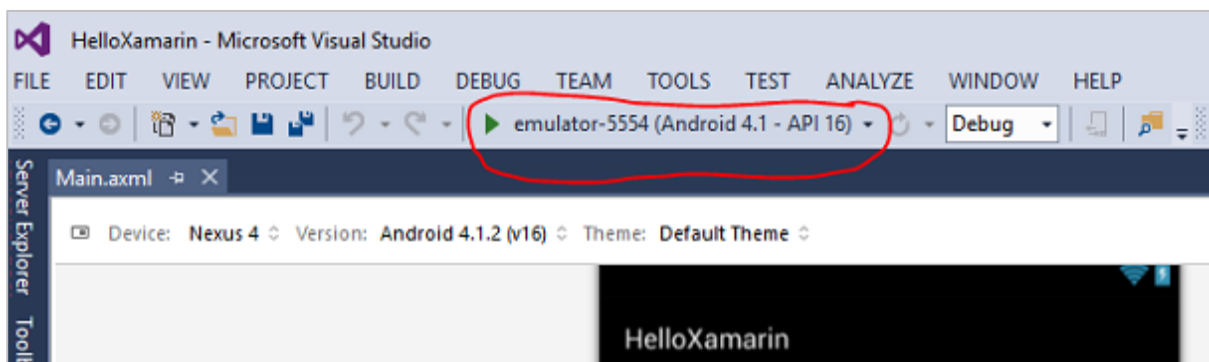 HelloXamarin - Microsoft Visual Studio
FILE EDIT VIEW PROJECT BUILD DEBUG TEAM TOOLS TEST ANALYZE WINDOW HELP
emulator-5554 (Android 4.1 - API 16) Debug
Server Explorer
Main.axml
Device: Nexus 4 Version: Android 4.1.2 (v16) Theme: Default Theme
HelloXamarin